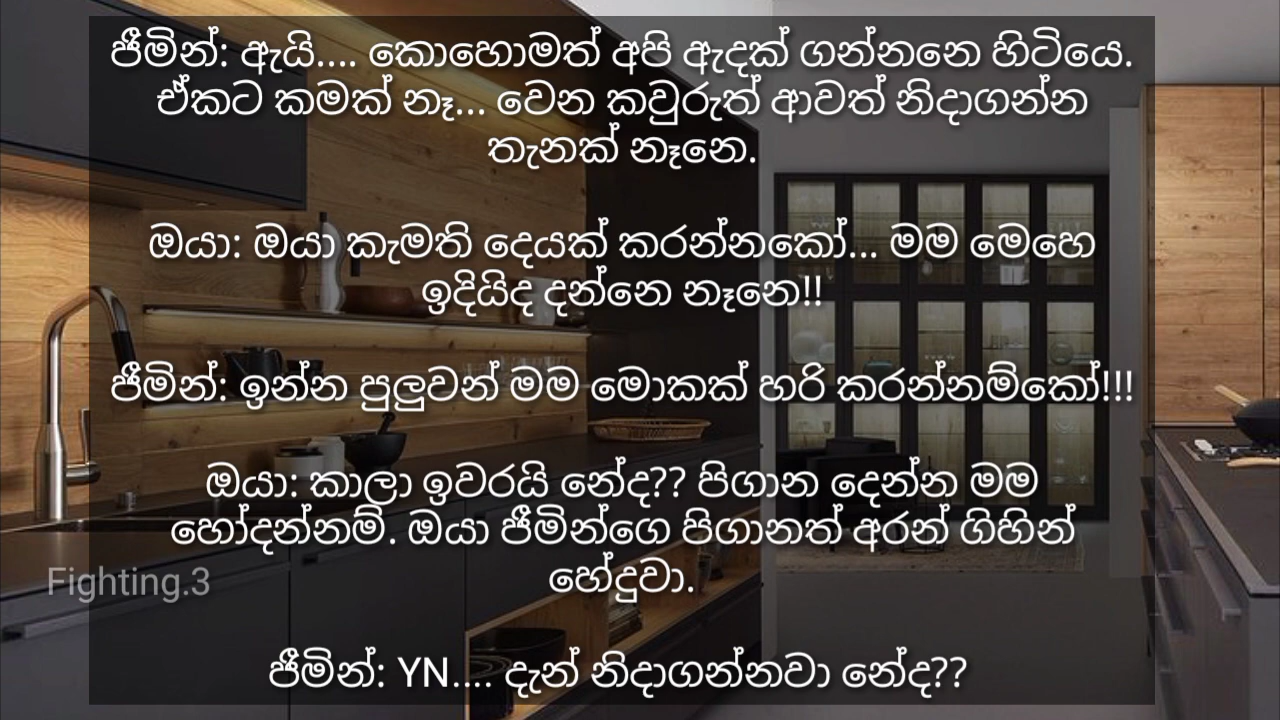 ජීමින්: ඇයි.... කොහොමත් අපි ඇදක් ගන්නනෙ හිටියෙ.
ඒකට කමක් නෑ... වෙන කවුරුත් ආවත් නිදාගන්න
තැනක් නෑනෙ.
ඔයා: ඔයා කැමති දෙයක් කරන්නකෝ... මම මෙහෙ
ඉදියිද දන්නෙ නෑනෙ!!
ජීමින්: ඉන්න පුලුවන් මම මොකක් හරි කරන්නම්කෝ!!!
ඔයා: කාලා ඉවරයි නේද?? පිගාන දෙන්න මම
හෝදන්නම්. ඔයා ජීමින්ගෙ පිගානත් අරන් ගිහින්
හේදුවා.
Fighting.3
ජීමින්: YN.... දැන් නිදාගන්නවා නේද??